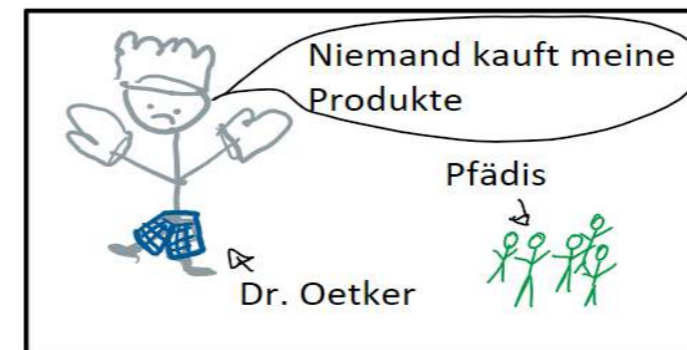 Niemand kauft meine
Produkte
Pfädis
Dr. Oetker